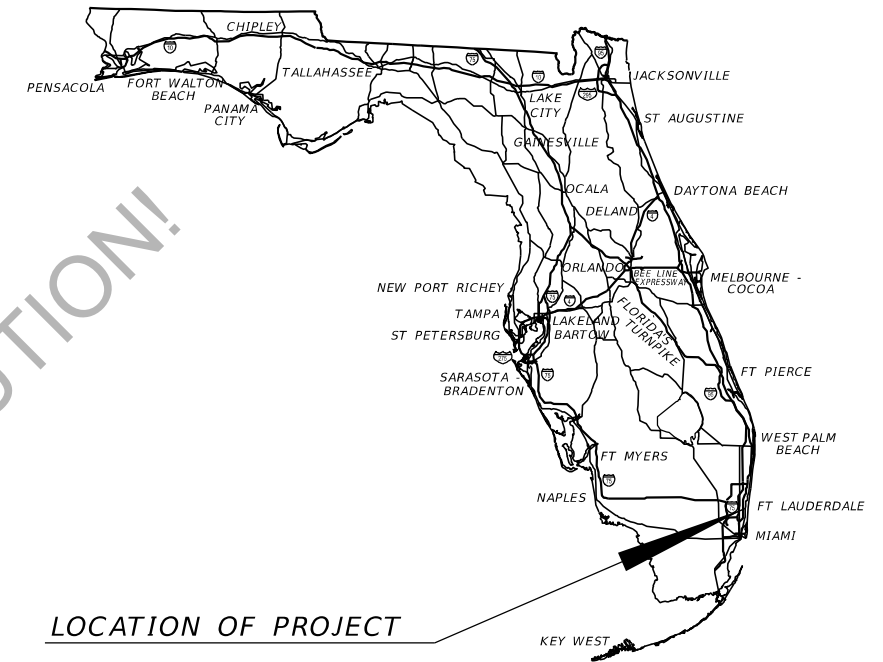 CHIPLEY
PENSACOLA
FORT WALTON
BEACH
PANAMA
CITY
TALLAHASSEE
JACKSONVILLE
LAKE
CITY
ST AUGUSTINE
GAINESVILLE
OCALA
DAYTONA BEACH
DELAND
ORLANDO
BEE LINE
EXPRESSWAY
MELBOURNE -
COCOA
NEW PORT RICHEY
TAMPA
ST PETERSBURG
LAKELAND
BARTOW
FLORIDA'S
TURNPIKE
SARASOTA -
BRADENTON
FT PIERCE
WEST PALM
BEACH
FT MYERS
NAPLES
FT LAUDERDALE
MIAMI
KEY WEST
LOCATION OF PROJECT
UTION!